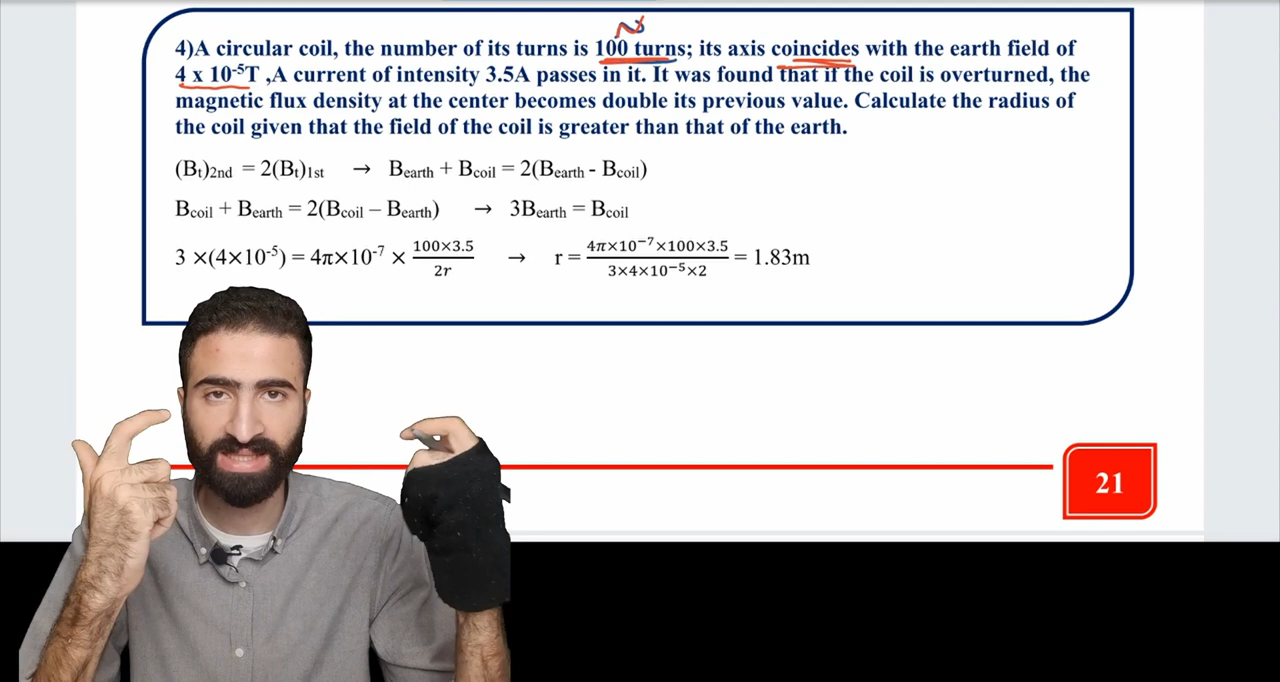 N
4)A circular coil, the number of its turns is 100 turns; its axis coincides with the earth field of
4 x 10⁻⁵T ,A current of intensity 3.5A passes in it. It was found that if the coil is overturned, the
magnetic flux density at the center becomes double its previous value. Calculate the radius of
the coil given that the field of the coil is greater than that of the earth.
(Bₜ)2nd = 2(Bₜ)1st → Bearth + Bcoil = 2(Bearth - Bcoil)
Bcoil + Bearth = 2(Bcoil – Bearth) → 3Bearth = Bcoil
3 ×(4×10⁻⁵) = 4π×10⁻⁷ × 100×3.5/2r → r = 4π×10⁻⁷×100×3.5/3×4×10⁻⁵×2 = 1.83m
21